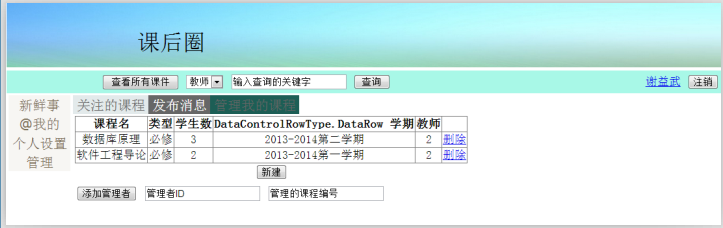 课后圈
查看所有课件 教师 输入查询的关键字 查询 谢益武 注销
新鲜事
@我的
个人设置
管理
关注的课程 发布消息 管理我的课程
课程名 类型 学生数 DataControlRowType.DataRow 学期 教师
数据库原理 必修 3 2013-2014第二学期 2 删除
软件工程导论 必修 2 2013-2014第一学期 2 删除
新建
添加管理者 管理者ID 管理的课程编号